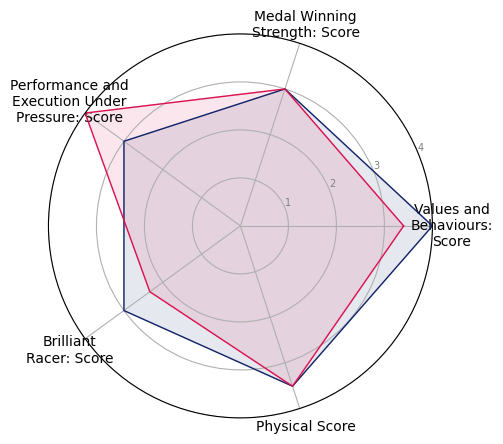 Medal Winning
Strength: Score
Performance and
Execution Under
Pressure: Score
4
3
2
1
Values and
Behaviours:
Score
Brilliant
Racer: Score
Physical Score